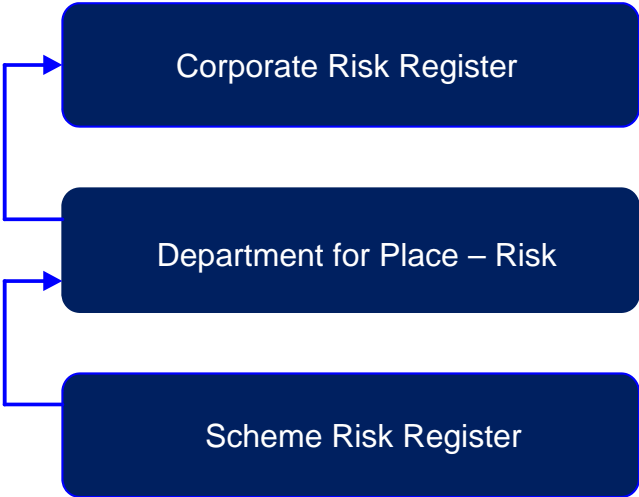 Corporate Risk Register
Department for Place – Risk
Scheme Risk Register